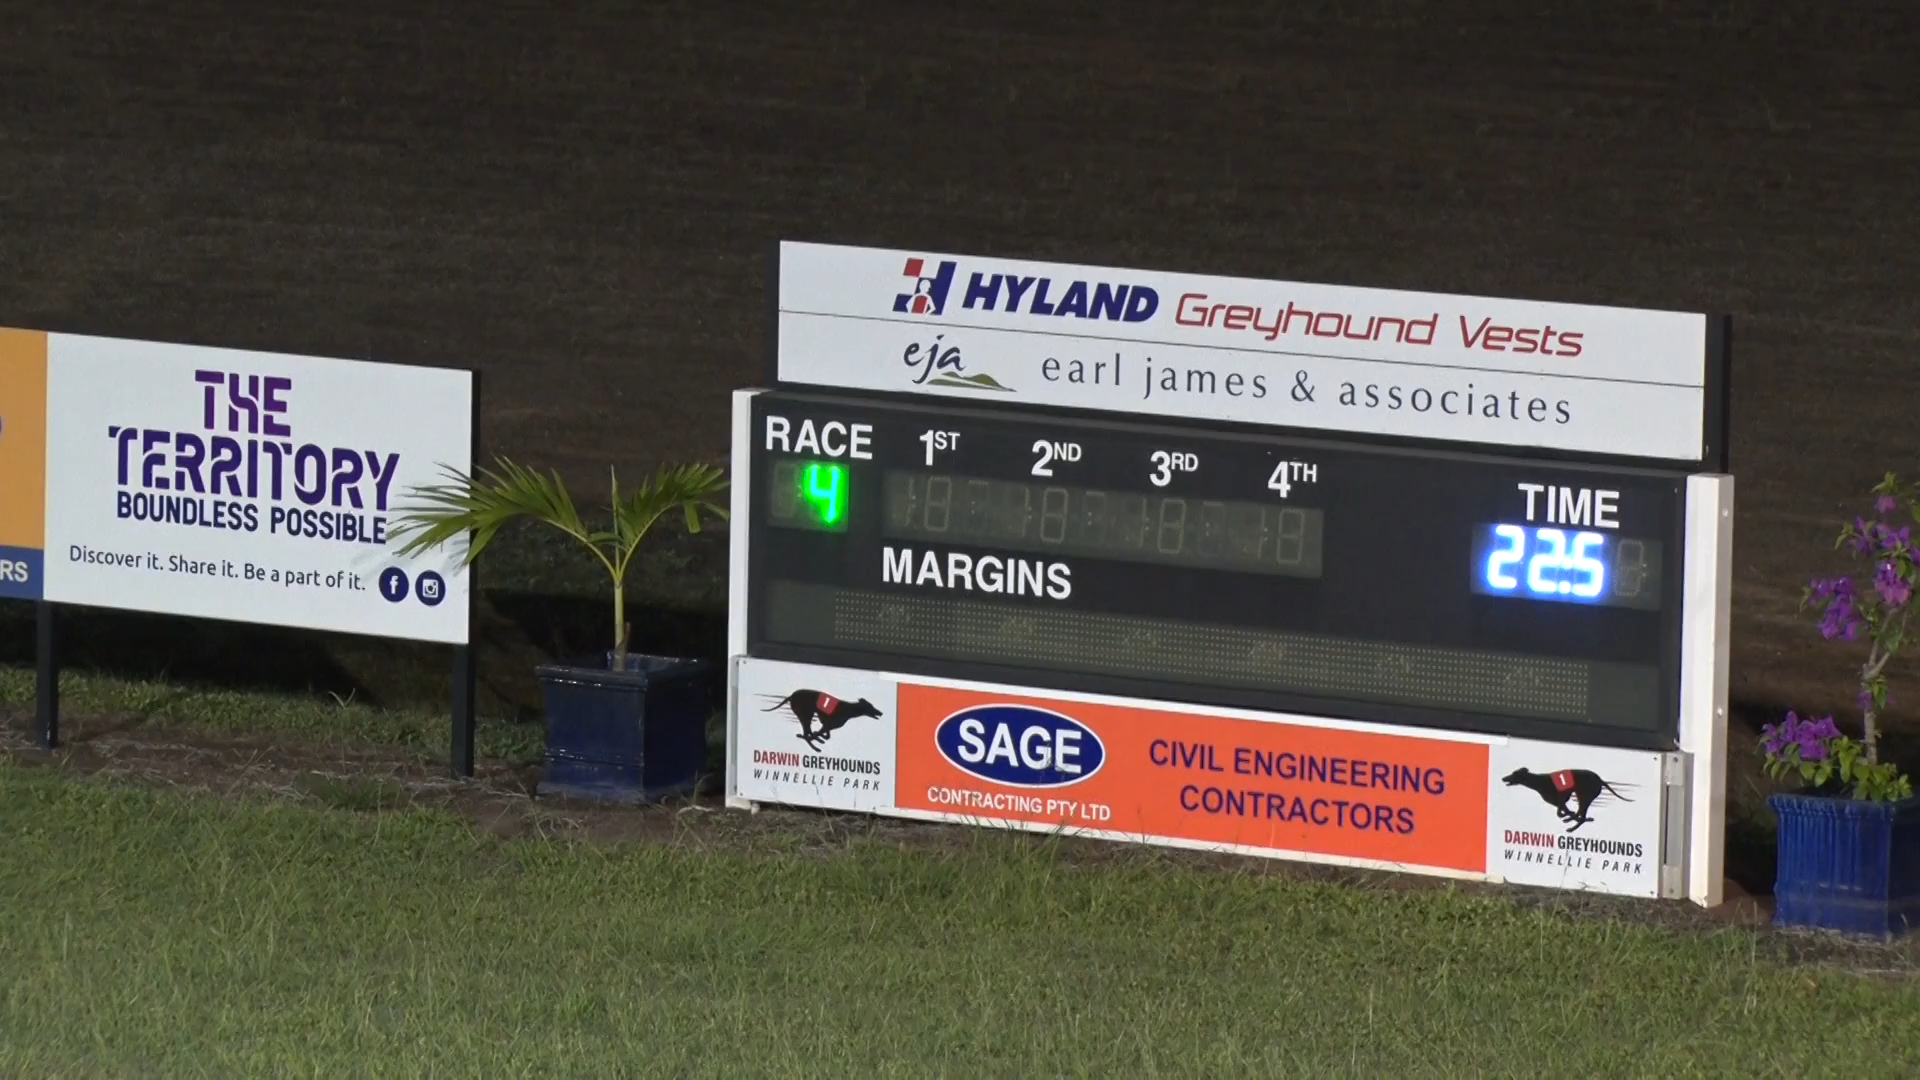 RS
THE
TERRITORY
BOUNDLESS POSSIBLE
Discover it. Share it. Be a part of it.
HYLAND Greyhound Vests
eja earl james & associates
RACE 1ST 2ND 3RD 4TH TIME
4 22.5
MARGINS
1
DARWIN GREYHOUNDS
WINNELLIE PARK
SAGE
CONTRACTING PTY LTD
CIVIL ENGINEERING
CONTRACTORS
1
DARWIN GREYHOUNDS
WINNELLIE PARK